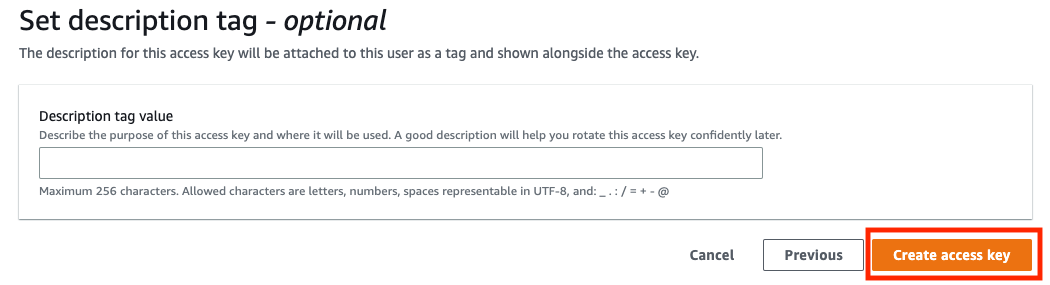 Set description tag - optional
The description for this access key will be attached to this user as a tag and shown alongside the access key.
Description tag value
Describe the purpose of this access key and where it will be used. A good description will help you rotate this access key confidently later.
Maximum 256 characters. Allowed characters are letters, numbers, spaces representable in UTF-8, and: _ . : / = + - @
Cancel Previous Create access key